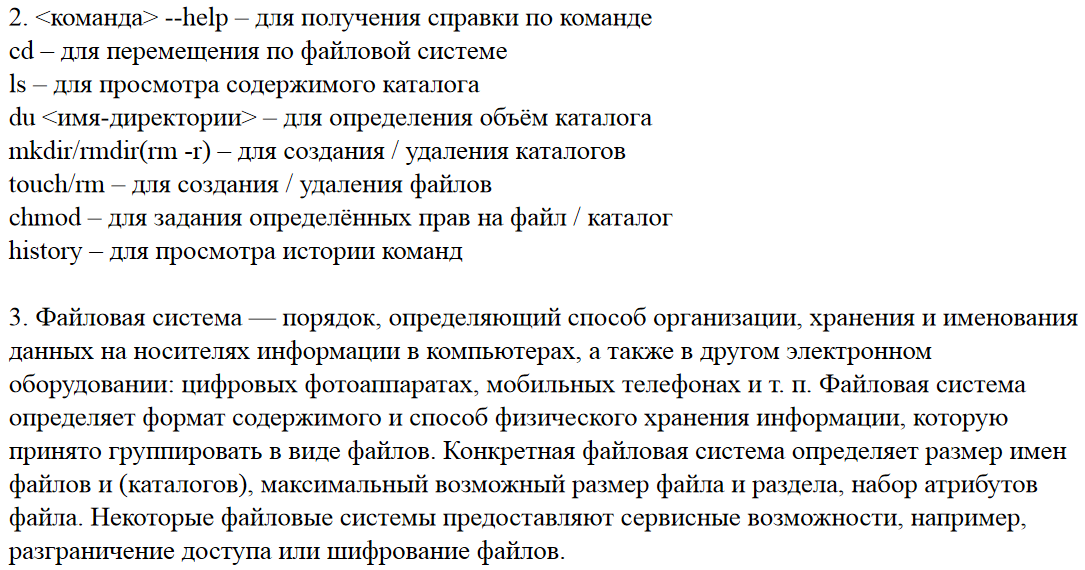 2. <команда> --help – для получения справки по команде
cd – для перемещения по файловой системе
ls – для просмотра содержимого каталога
du <имя-директории> – для определения объём каталога
mkdir/rmdir(rm -r) – для создания / удаления каталогов
touch/rm – для создания / удаления файлов
chmod – для задания определённых прав на файл / каталог
history – для просмотра истории команд
3. Файловая система — порядок, определяющий способ организации, хранения и именования
данных на носителях информации в компьютерах, а также в другом электронном
оборудовании: цифровых фотоаппаратах, мобильных телефонах и т. п. Файловая система
определяет формат содержимого и способ физического хранения информации, которую
принято группировать в виде файлов. Конкретная файловая система определяет размер имен
файлов и (каталогов), максимальный возможный размер файла и раздела, набор атрибутов
файла. Некоторые файловые системы предоставляют сервисные возможности, например,
разграничение доступа или шифрование файлов.